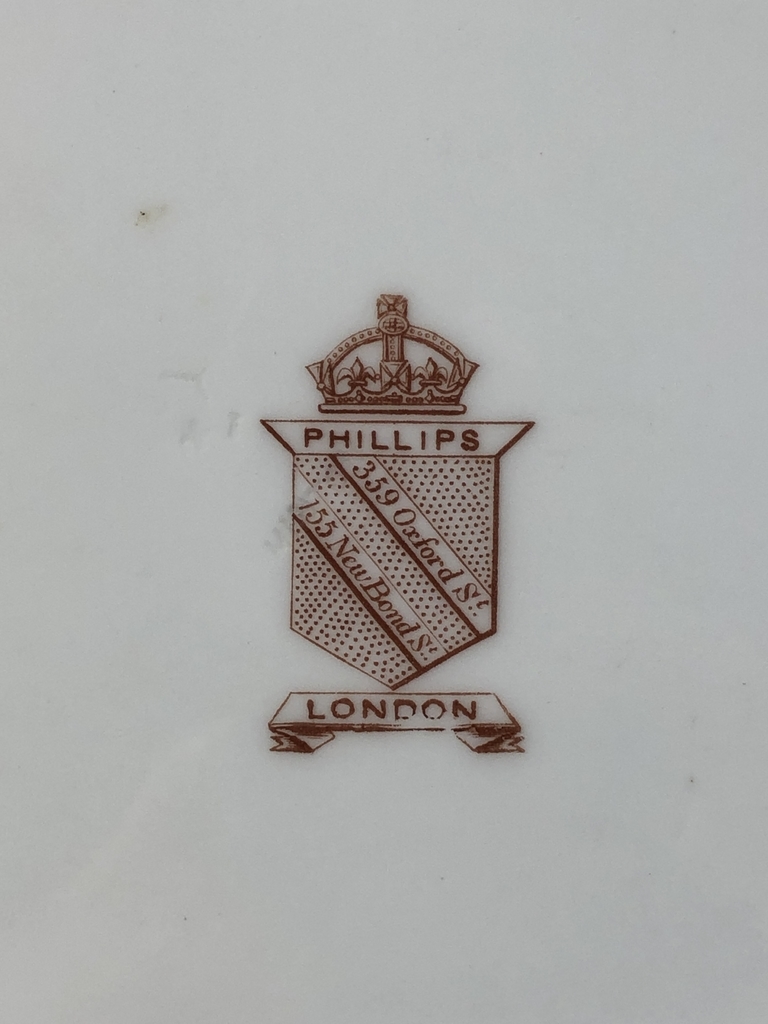 PHILLIPS
359 Oxford St.
155 New Bond St.
LONDON